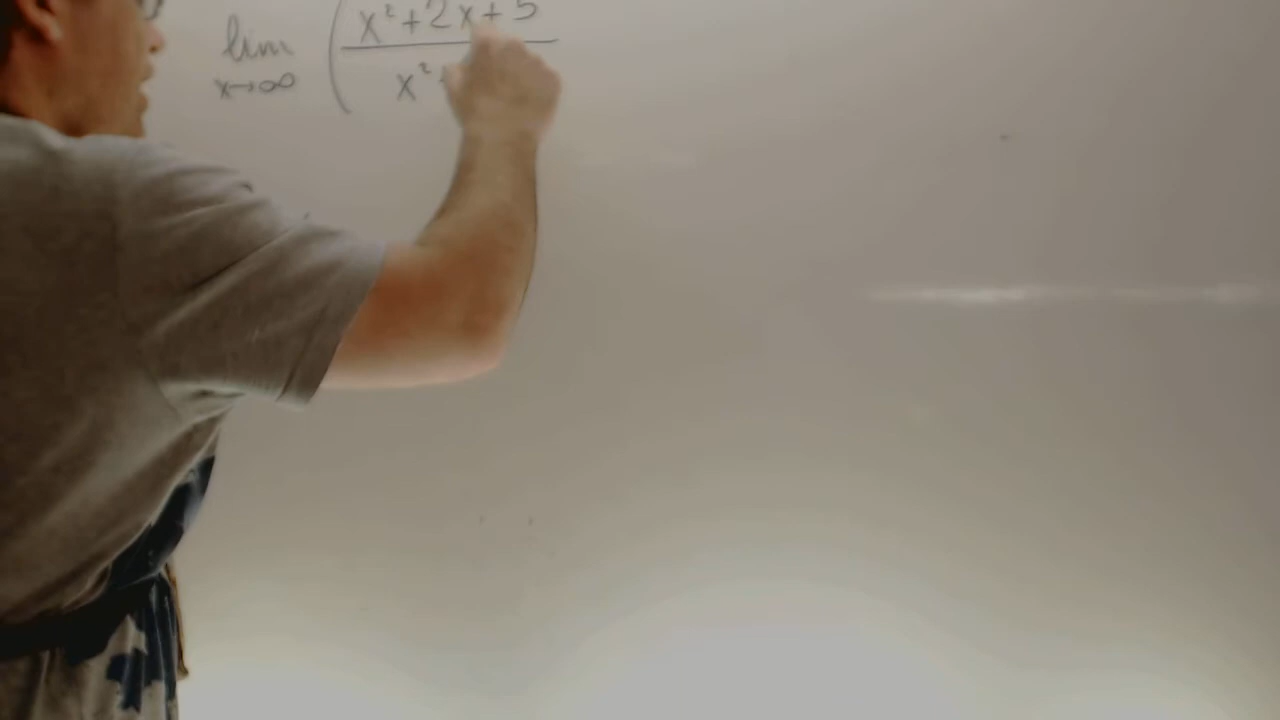 lim x→∞ ( x² + 2x + 5
x² +